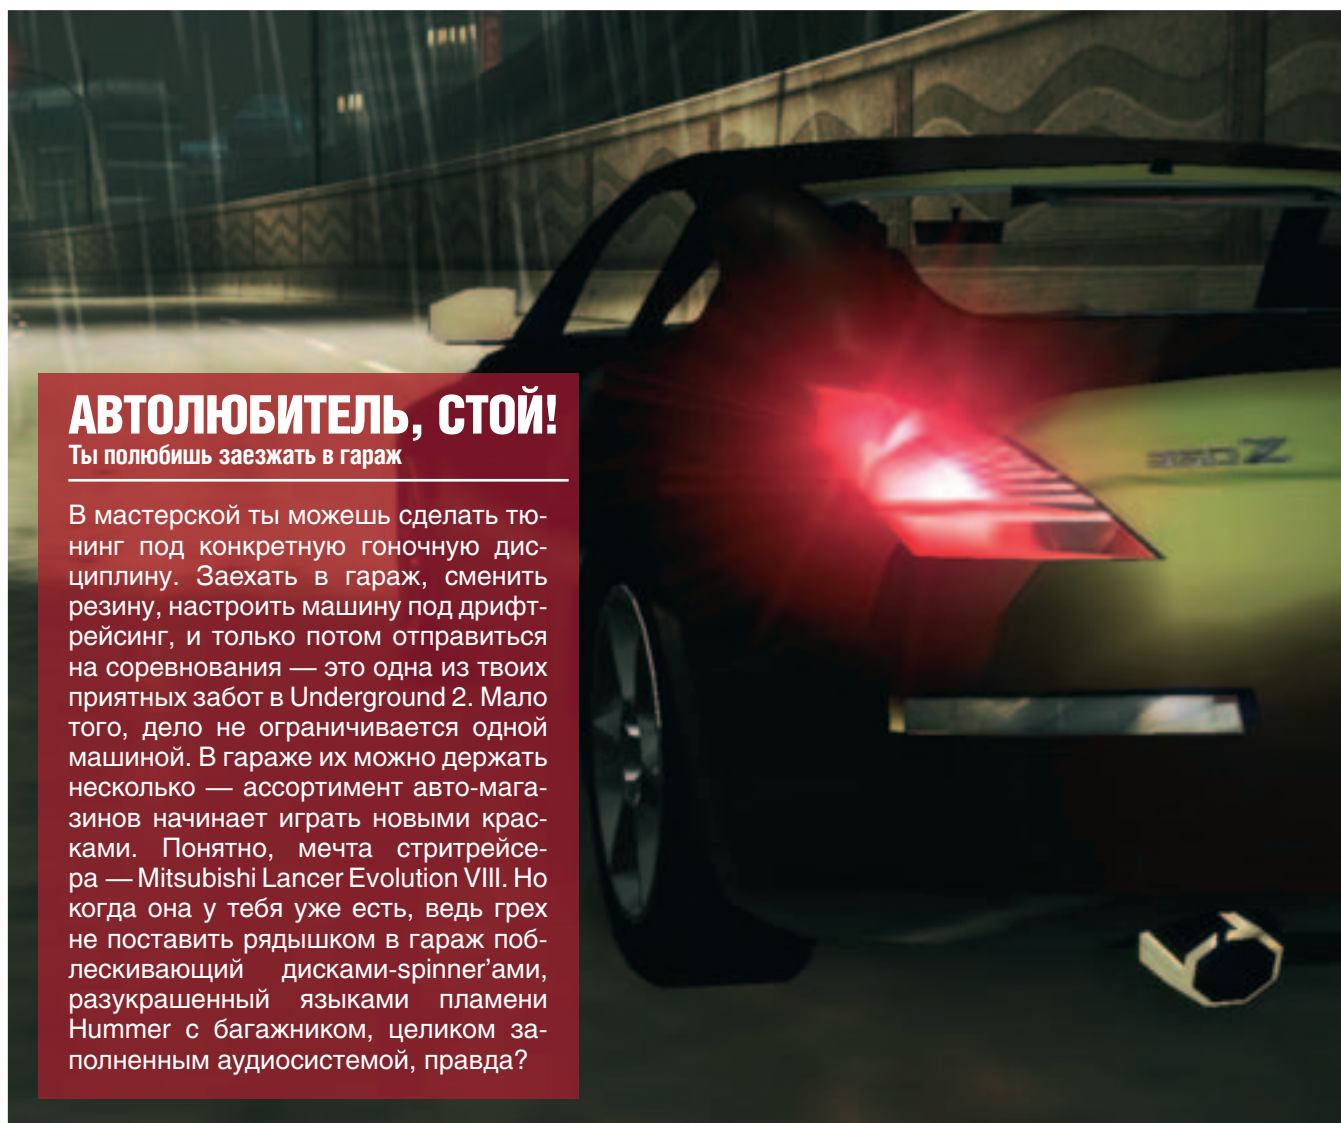 АВТОЛЮБИТЕЛЬ, СТОЙ!
Ты полюбишь заезжать в гараж
В мастерской ты можешь сделать тю-
нинг под конкретную гоночную дис-
циплину. Заехать в гараж, сменить
резину, настроить машину под дрифт-
рейсинг, и только потом отправиться
на соревнования — это одна из твоих
приятных забот в Underground 2. Мало
того, дело не ограничивается одной
машиной. В гараже их можно держать
несколько — ассортимент авто-мага-
зинов начинает играть новыми крас-
ками. Понятно, мечта стритрейсе-
ра — Mitsubishi Lancer Evolution VIII. Но
когда она у тебя уже есть, ведь грех
не поставить рядышком в гараж поб-
лескивающий дисками-spinner’ами,
разукрашенный языками пламени
Hummer с багажником, целиком за-
полненным аудиосистемой, правда?
350Z